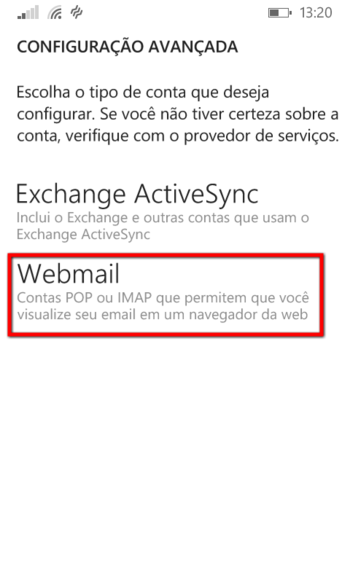 13:20
CONFIGURAÇÃO AVANÇADA
Escolha o tipo de conta que deseja
configurar. Se você não tiver certeza sobre a
conta, verifique com o provedor de serviços.
Exchange ActiveSync
Inclui o Exchange e outras contas que usam o
Exchange ActiveSync
Webmail
Contas POP ou IMAP que permitem que você
visualize seu email em um navegador da web